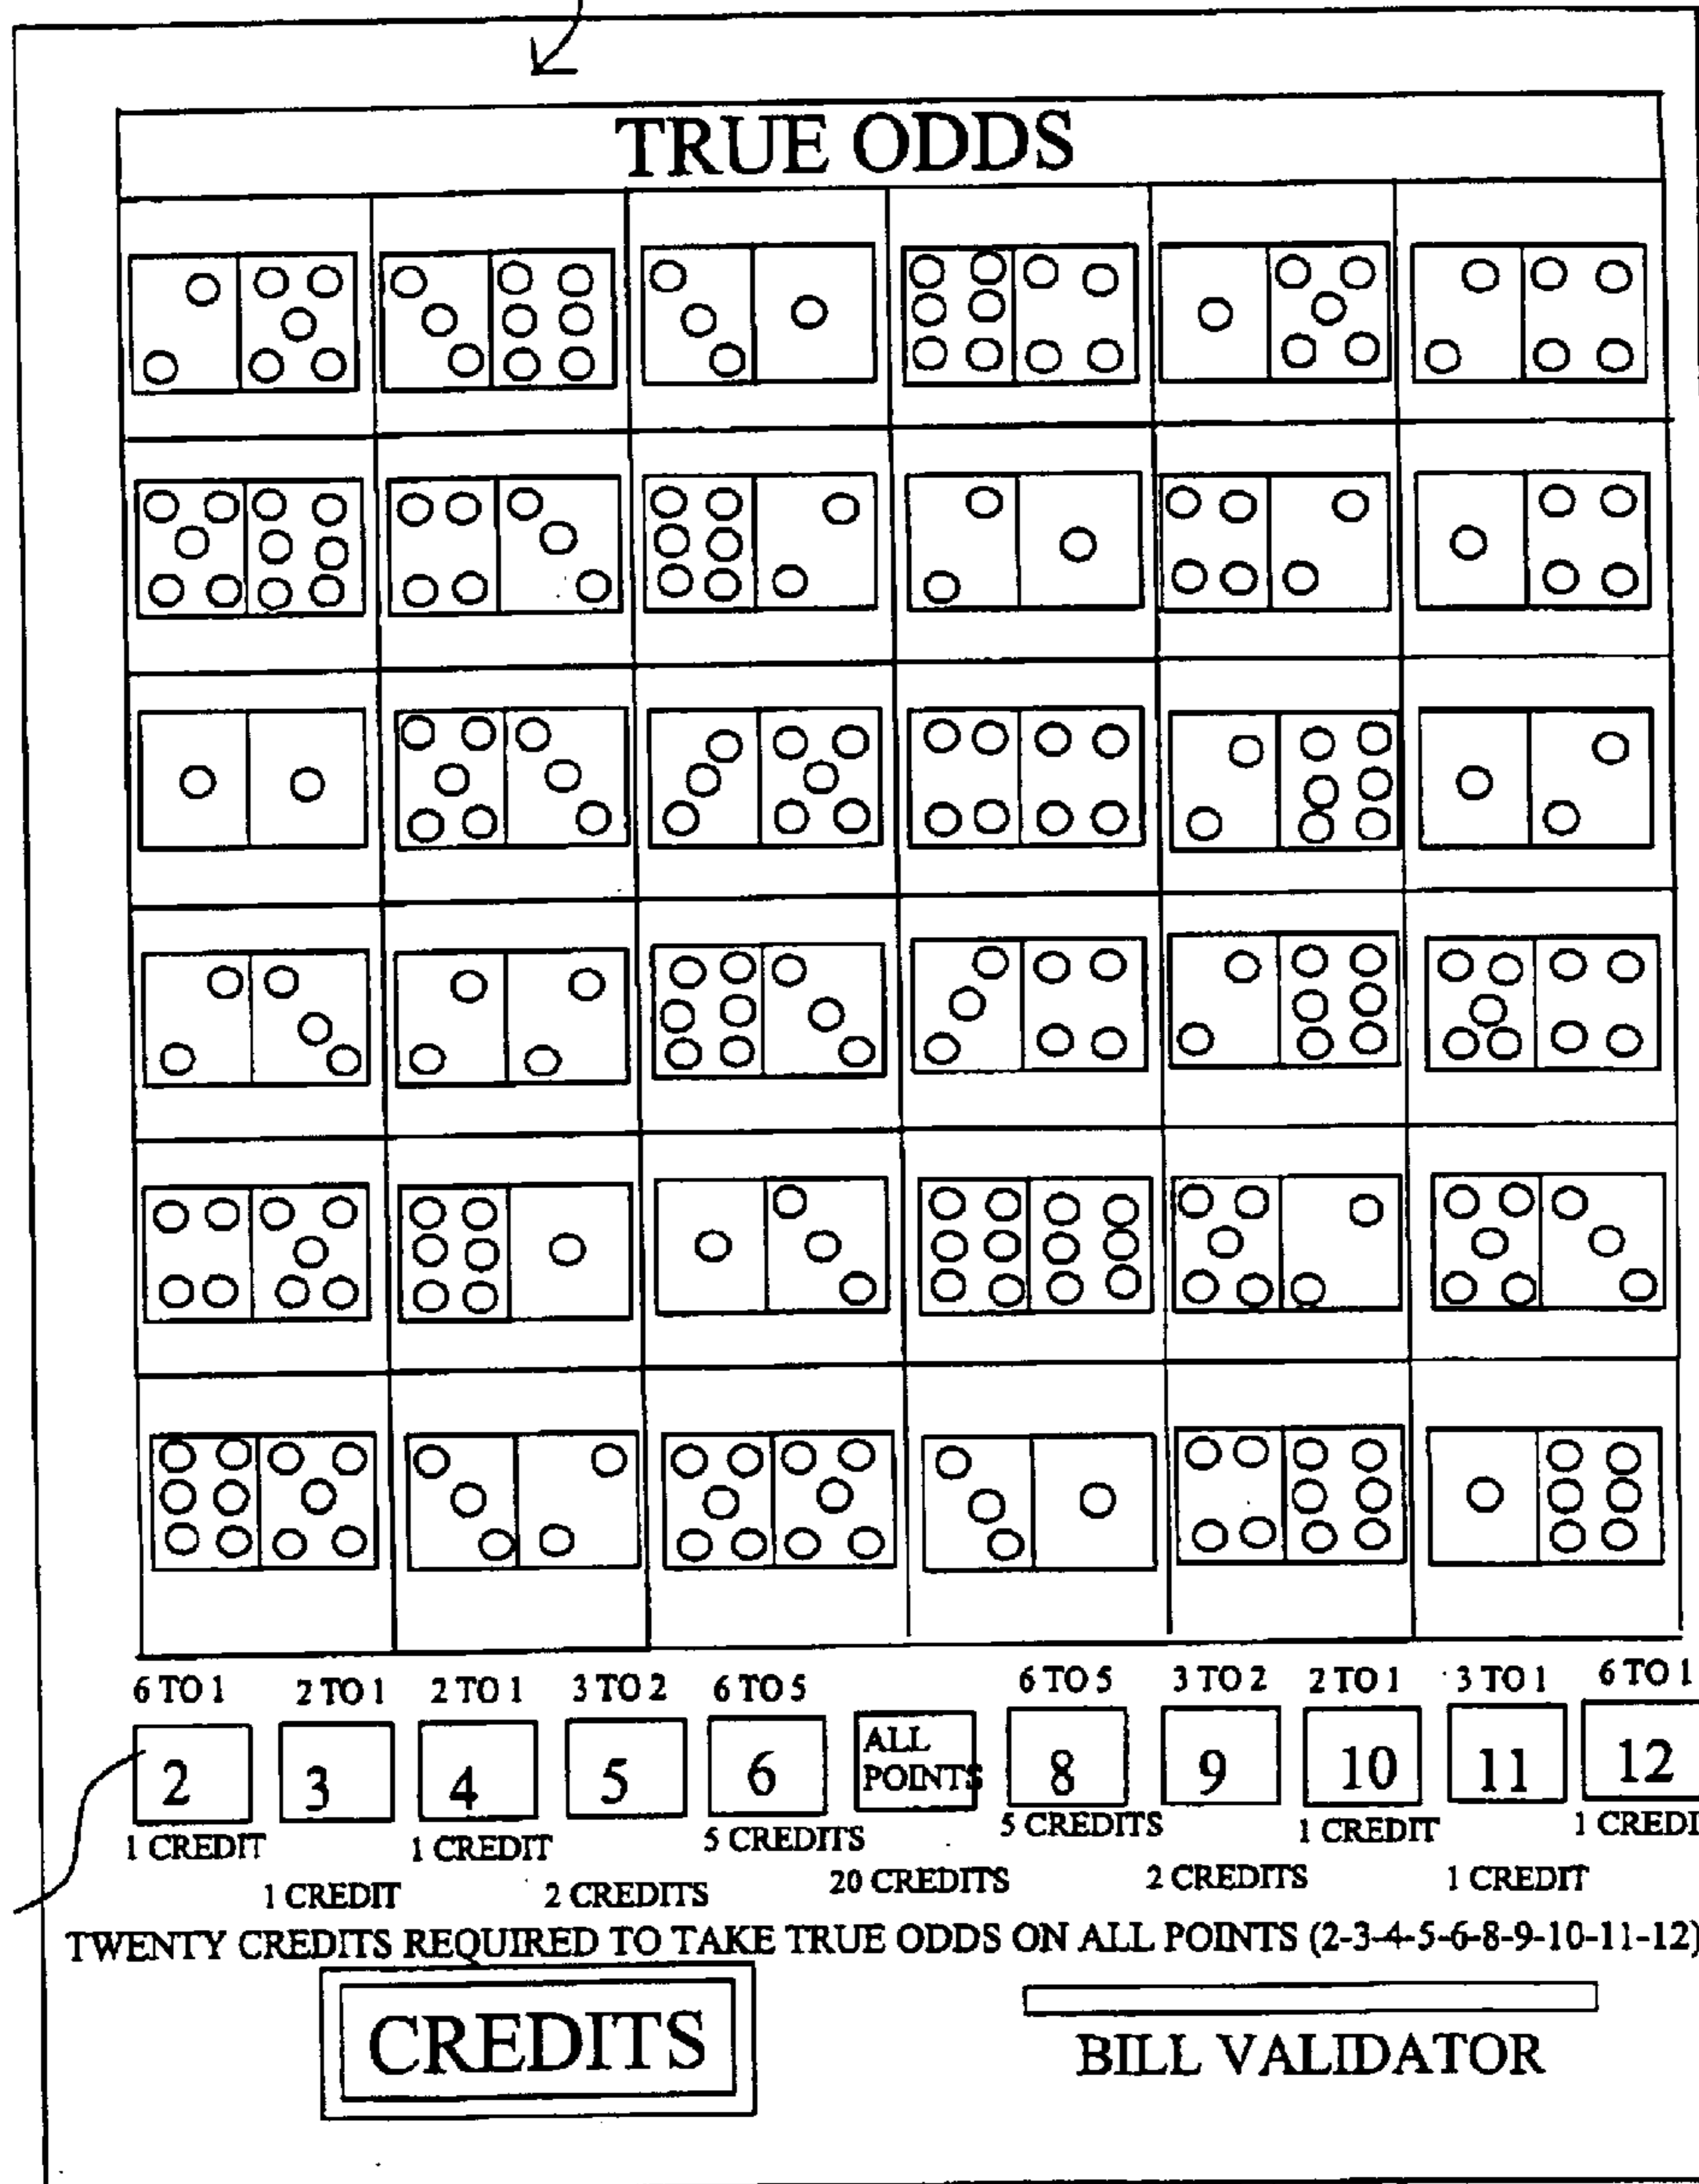 TRUE ODDS
6 TO 1 2 TO 1 2 TO 1 3 TO 2 6 TO 5 6 TO 5 3 TO 2 2 TO 1 3 TO 1 6 TO 1
2 3 4 5 6 ALL POINTS 8 9 10 11 12
1 CREDIT 1 CREDIT 5 CREDITS 5 CREDITS 1 CREDIT 1 CREDI
1 CREDIT 2 CREDITS 20 CREDITS 2 CREDITS 1 CREDIT
TWENTY CREDITS REQUIRED TO TAKE TRUE ODDS ON ALL POINTS (2-3-4-5-6-8-9-10-11-12)
CREDITS
BILL VALIDATOR